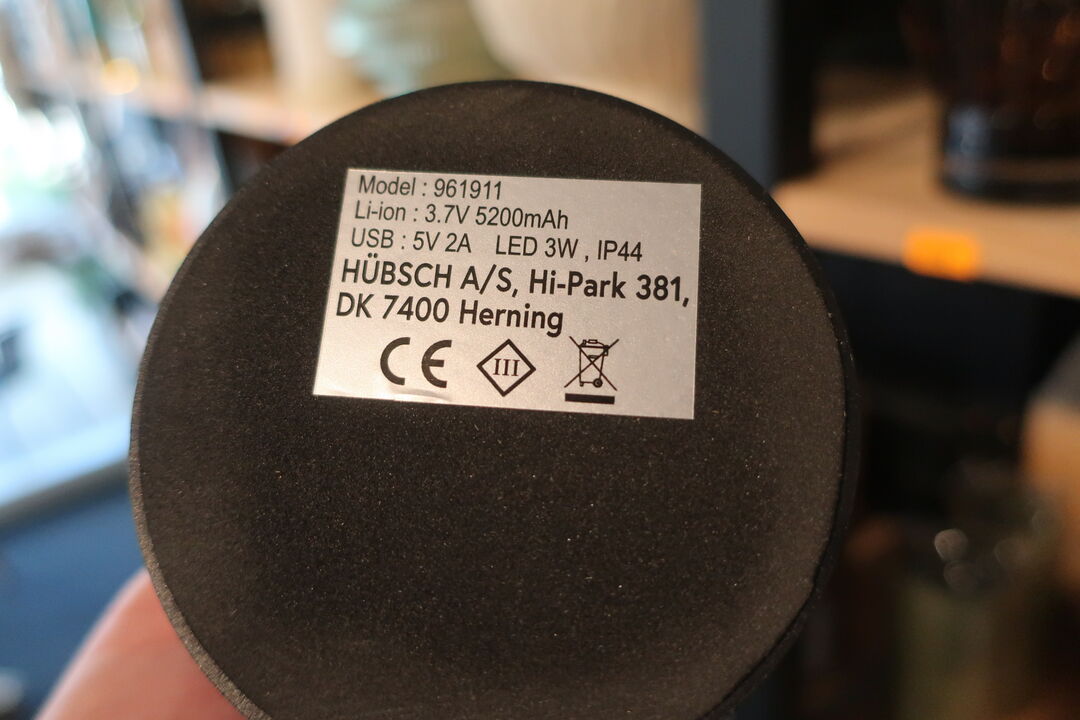 Model : 961911
Li-ion : 3.7V 5200mAh
USB : 5V 2A LED 3W , IP44
HÜBSCH A/S, Hi-Park 381,
DK 7400 Herning
CE III